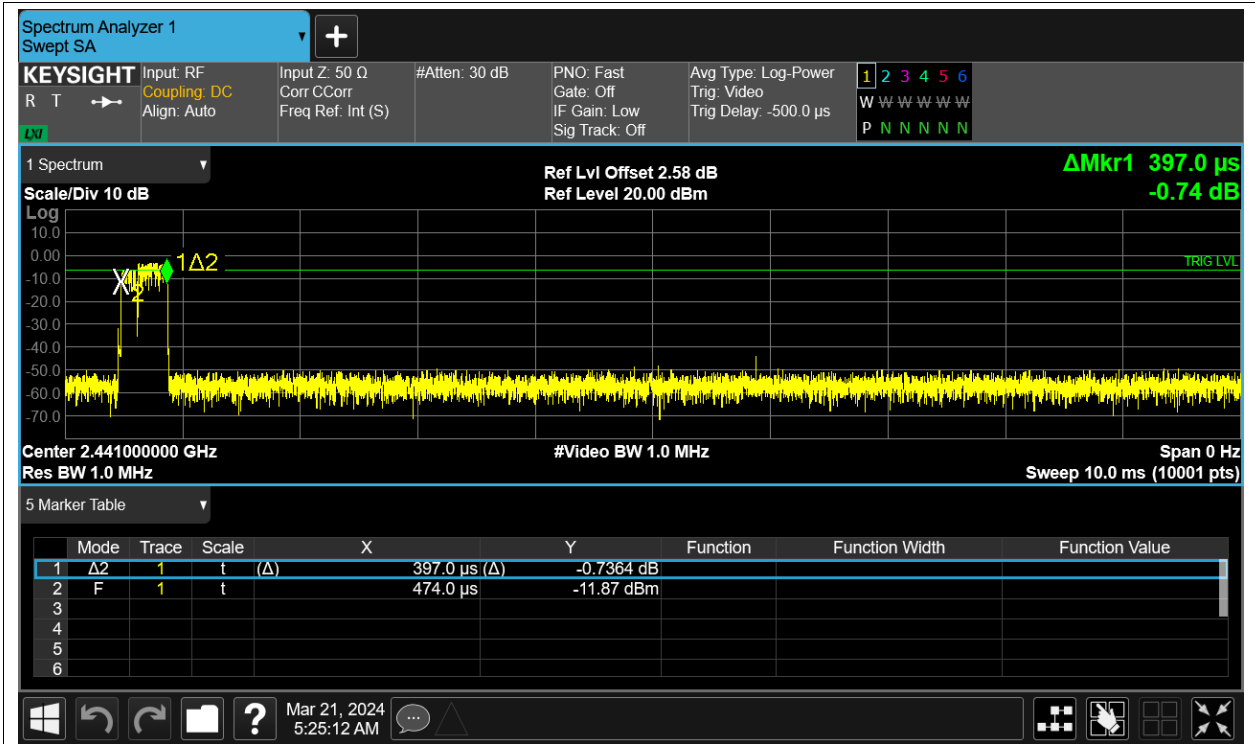 Spectrum Analyzer 1
Swept SA
KEYSIGHT Input: RF Input Z: 50 Ω #Atten: 30 dB PNO: Fast Avg Type: Log-Power 1 2 3 4 5 6
R T Coupling: DC Corr CCorr Gate: Off Trig: Video W W W W W W
Align: Auto Freq Ref: Int (S) IF Gain: Low Trig Delay: -500.0 µs P N N N N N
LXI Sig Track: Off
1 Spectrum Ref Lvl Offset 2.58 dB ΔMkr1 397.0 µs
Scale/Div 10 dB Ref Level 20.00 dBm -0.74 dB
Log
10.0
0.00 1Δ2 TRIG LVL
-10.0 X 2
-20.0
-30.0
-40.0
-50.0
-60.0
-70.0
Center 2.441000000 GHz #Video BW 1.0 MHz Span 0 Hz
Res BW 1.0 MHz Sweep 10.0 ms (10001 pts)
5 Marker Table
Mode Trace Scale X Y Function Function Width Function Value
1 Δ2 1 t (Δ) 397.0 µs (Δ) -0.7364 dB
2 F 1 t 474.0 µs -11.87 dBm
3
4
5
6
? Mar 21, 2024
5:25:12 AM